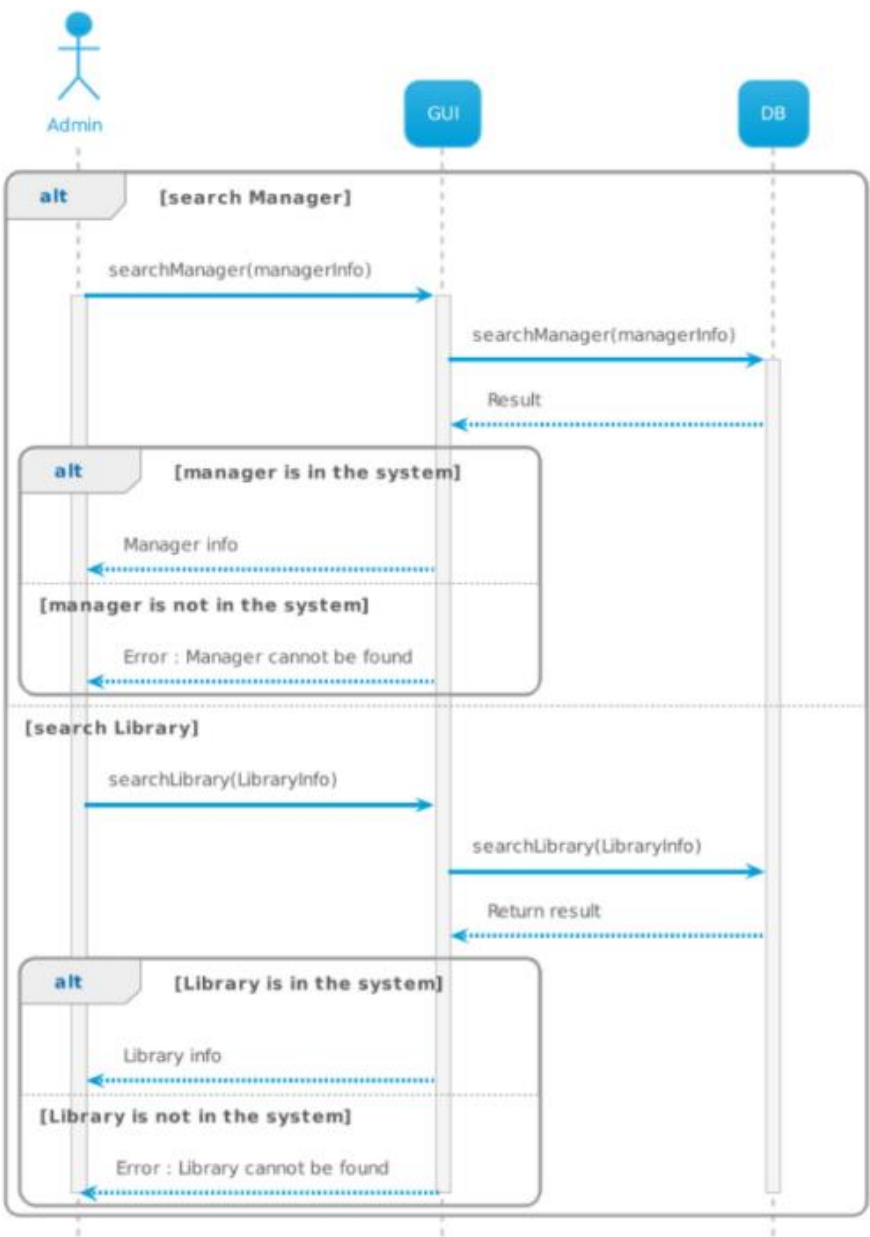 Admin
GUI
DB
alt
[search Manager]
searchManager(managerInfo)
searchManager(managerInfo)
Result
alt
[manager is in the system]
Manager info
[manager is not in the system]
Error : Manager cannot be found
[search Library]
searchLibrary(LibraryInfo)
searchLibrary(LibraryInfo)
Return result
alt
[Library is in the system]
Library info
[Library is not in the system]
Error : Library cannot be found